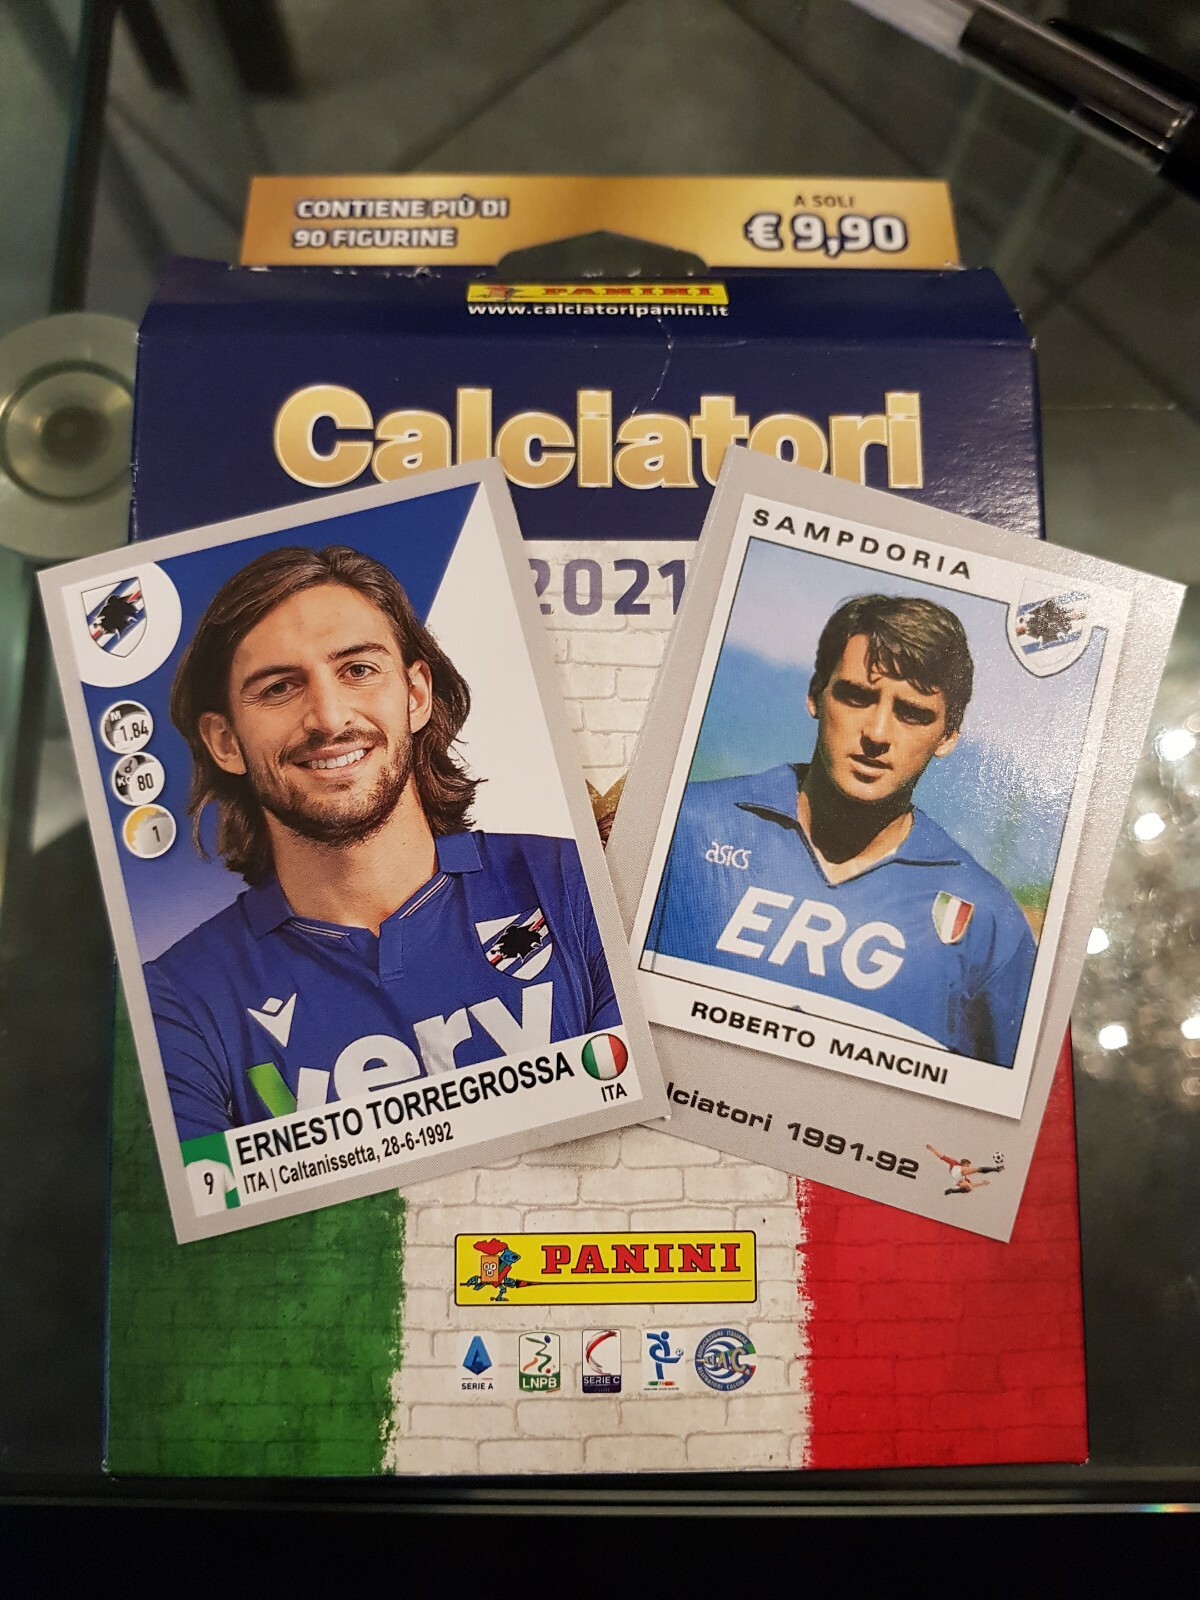 CONTIENE PIÙ DI
90 FIGURINE
A SOLI
€ 9,90
PANINI
www.calciatoripanini.it
Calciatori
2021
M
1,84
KG
80
1
very
ERNESTO TORREGROSSA
ITA
9
ITA | Caltanissetta, 28-6-1992
SAMPDORIA
asics
ERG
ROBERTO MANCINI
lciatori 1991-92
PANINI
SERIE A
LNPB
SERIE C